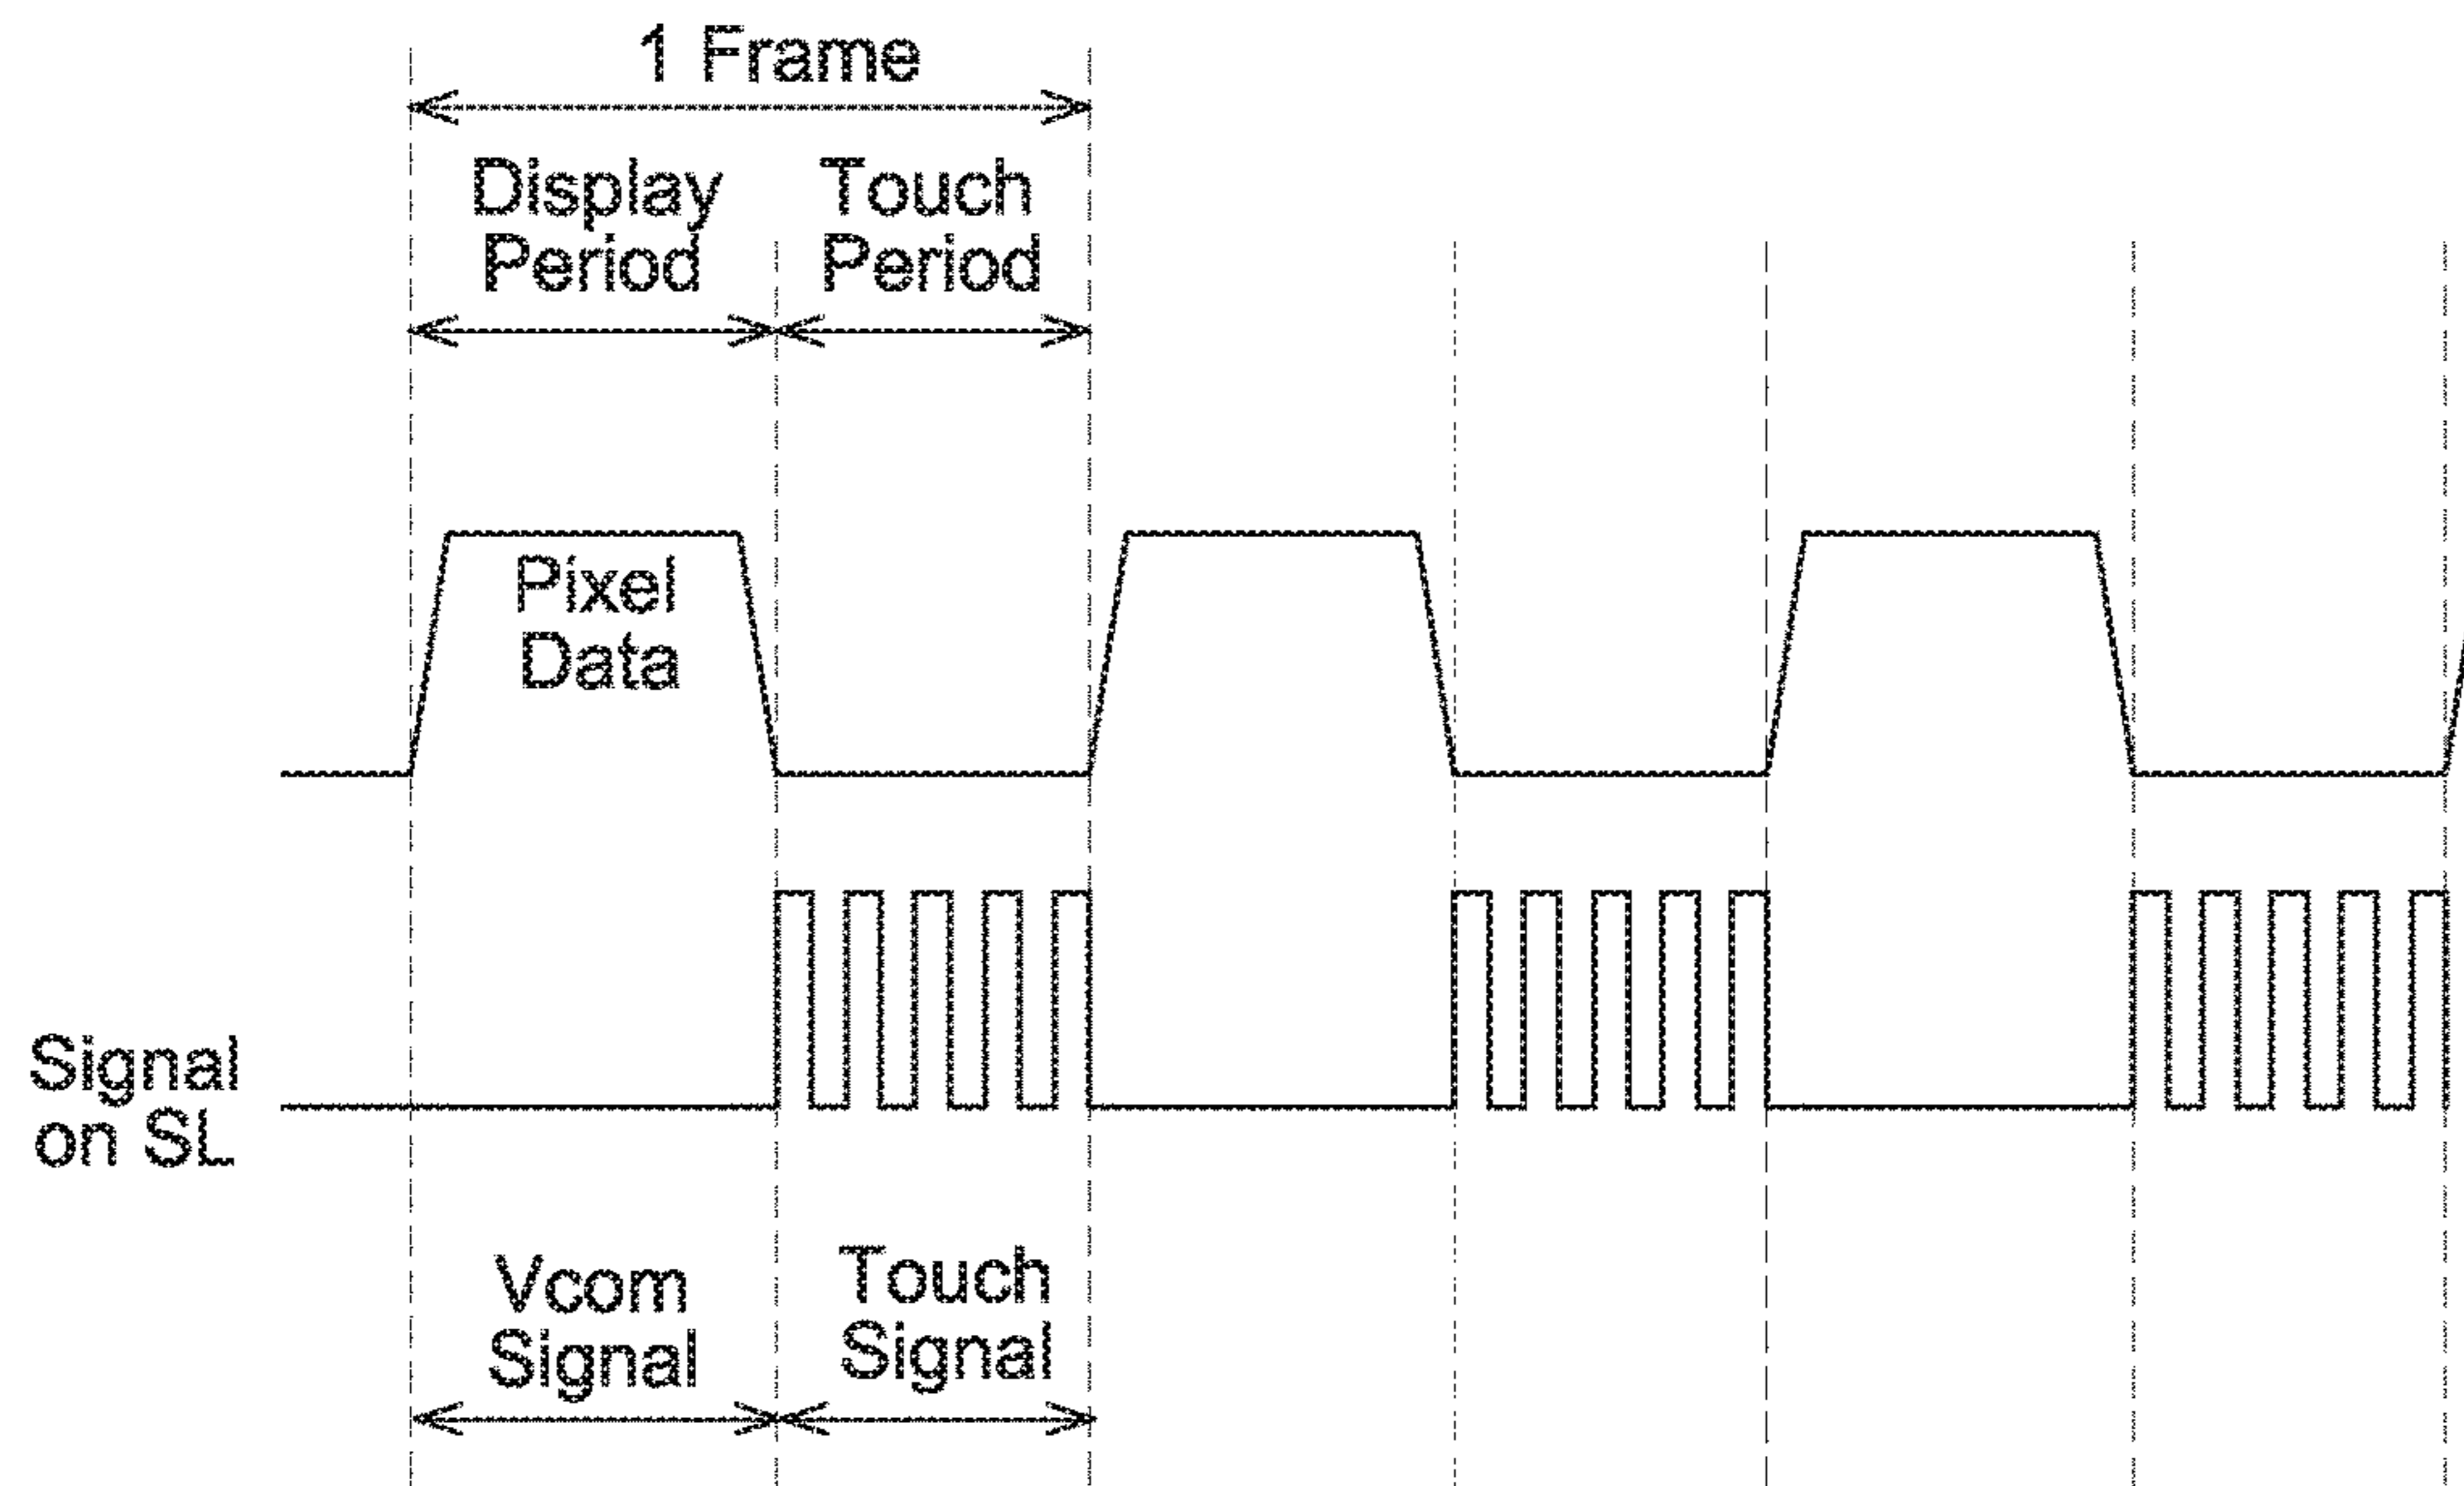 1 Frame
Display
Period
Touch
Period
Pixel
Data
Signal
on SL
Vcom
Signal
Touch
Signal